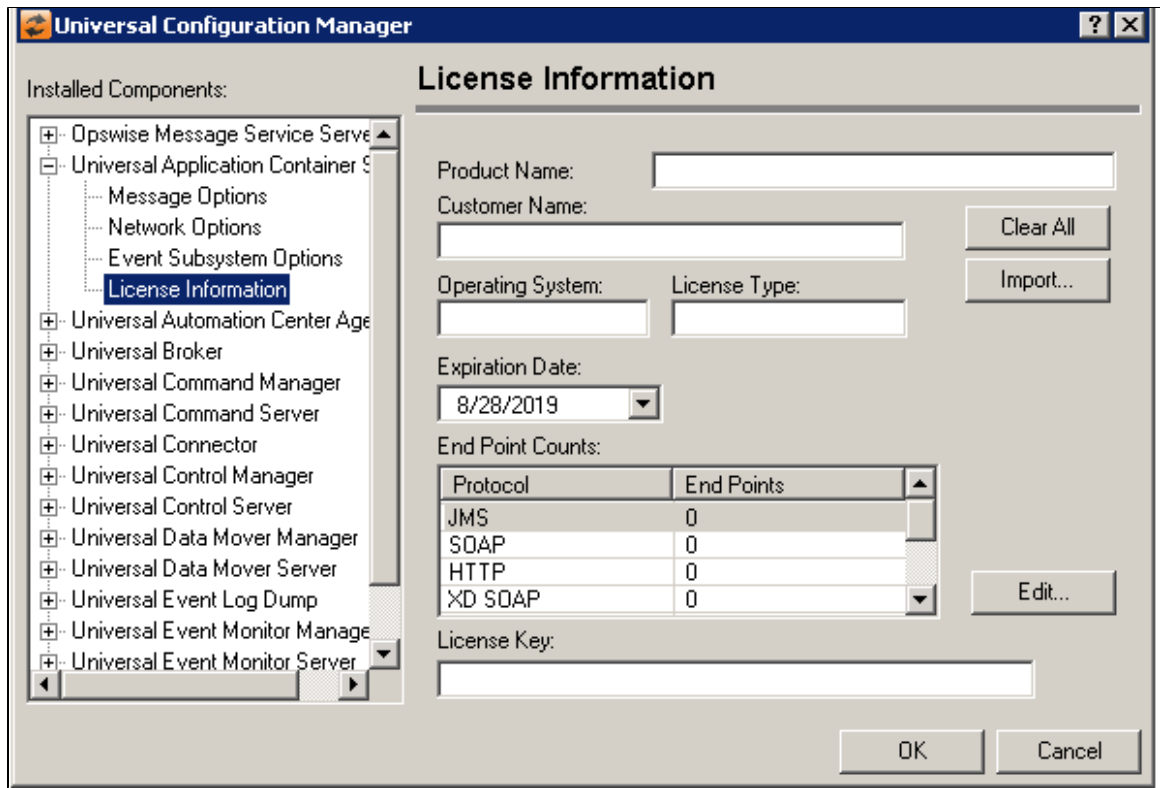 Universal Configuration Manager
Installed Components:
Opswise Message Service Serve
Universal Application Container S
Message Options
Network Options
Event Subsystem Options
License Information
Universal Automation Center Age
Universal Broker
Universal Command Manager
Universal Command Server
Universal Connector
Universal Control Manager
Universal Control Server
Universal Data Mover Manager
Universal Data Mover Server
Universal Event Log Dump
Universal Event Monitor Manage
Universal Event Monitor Server
License Information
Product Name:
Customer Name:
Clear All
Import...
Operating System: License Type:
Expiration Date:
8/28/2019
End Point Counts:
Protocol End Points
JMS 0
SOAP 0
HTTP 0
XD SOAP 0
Edit...
License Key:
OK Cancel